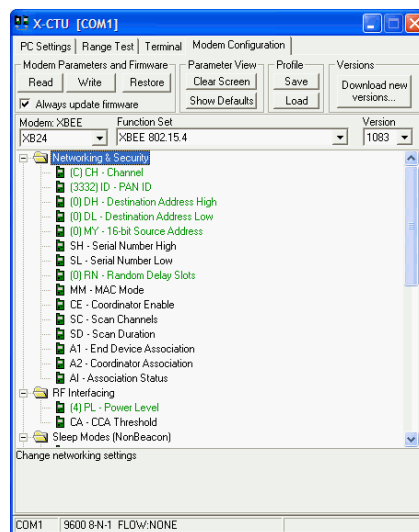 X-CTU [COM1]
PC Settings Range Test Terminal Modem Configuration
Modem Parameters and Firmware Parameter View Profile Versions
Read Write Restore Clear Screen Save Download new versions...
Always update firmware Show Defaults Load
Modem: XBEE Function Set Version
XB24 XBEE 802.15.4 1083
Networking & Security
(C) CH - Channel
(3332) ID - PAN ID
(0) DH - Destination Address High
(0) DL - Destination Address Low
(0) MY - 16-bit Source Address
SH - Serial Number High
SL - Serial Number Low
(0) RN - Random Delay Slots
MM - MAC Mode
CE - Coordinator Enable
SC - Scan Channels
SD - Scan Duration
A1 - End Device Association
A2 - Coordinator Association
AI - Association Status
RF Interfacing
(4) PL - Power Level
CA - CCA Threshold
Sleep Modes (NonBeacon)
Change networking settings
COM1 9600 8-N-1 FLOW:NONE